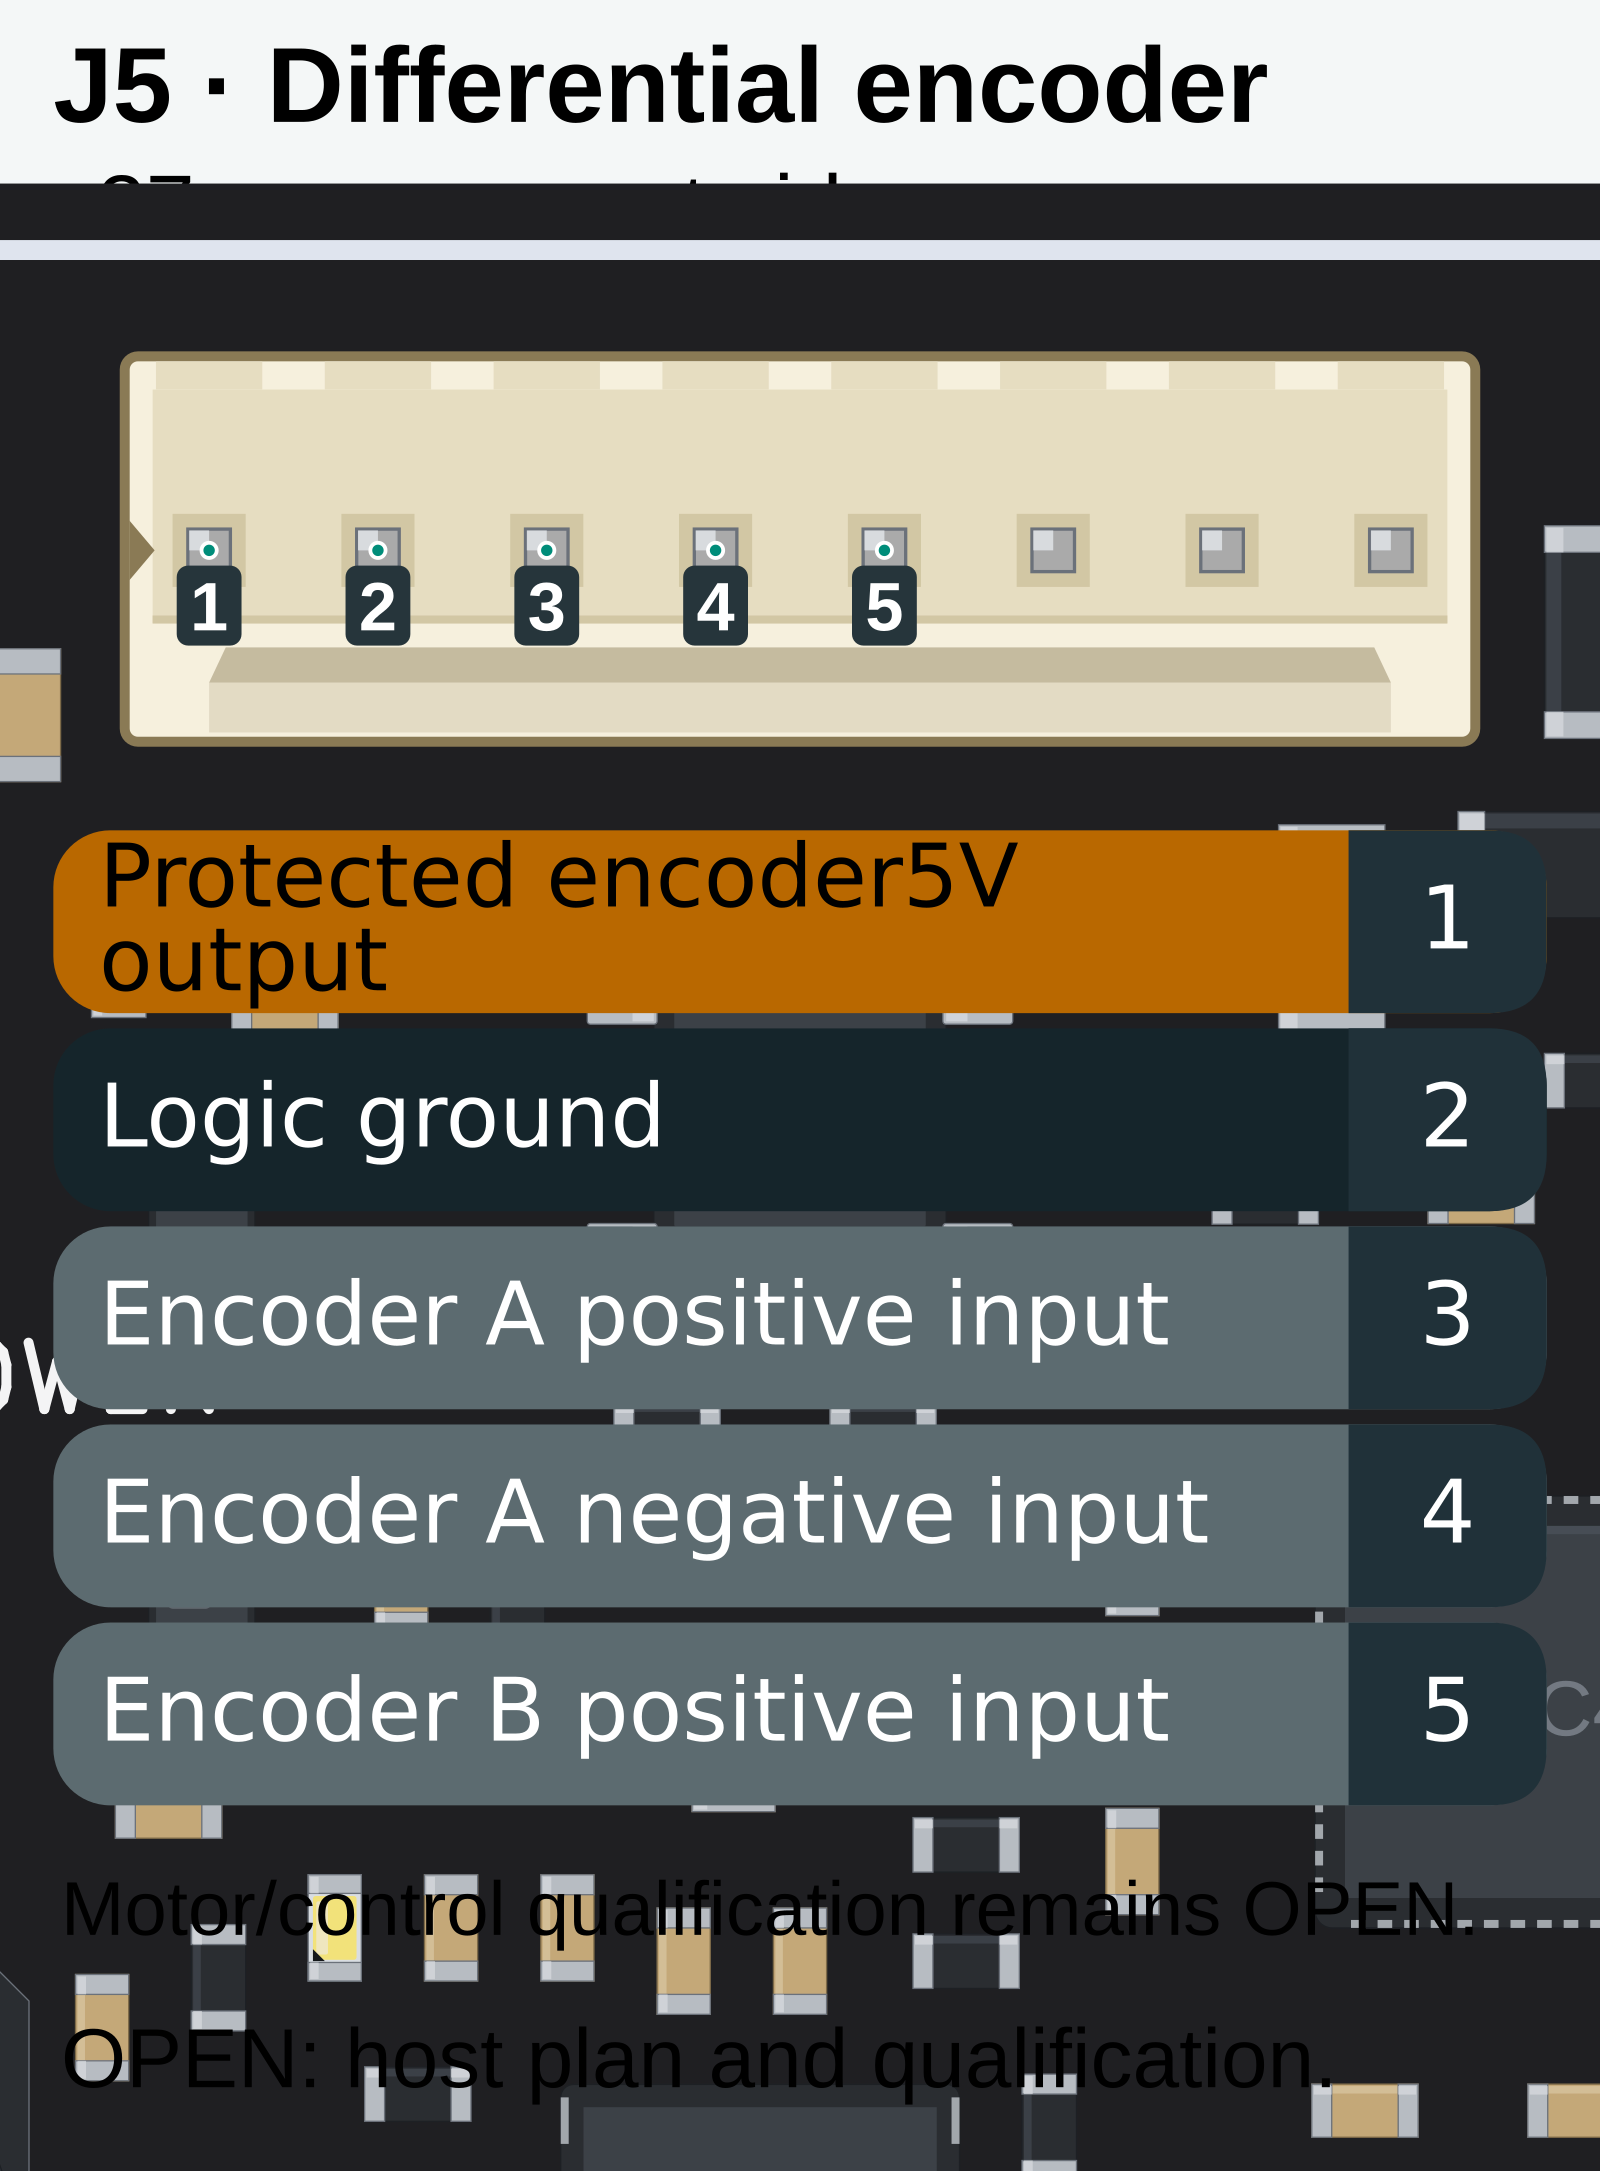 J5 · Differential encoder
1 2 3 4 5
Protected encoder5V
output
1
Logic ground 2
Encoder A positive input 3
Encoder A negative input 4
Encoder B positive input 5
Motor/control qualification remains OPEN.
OPEN: host plan and qualification.